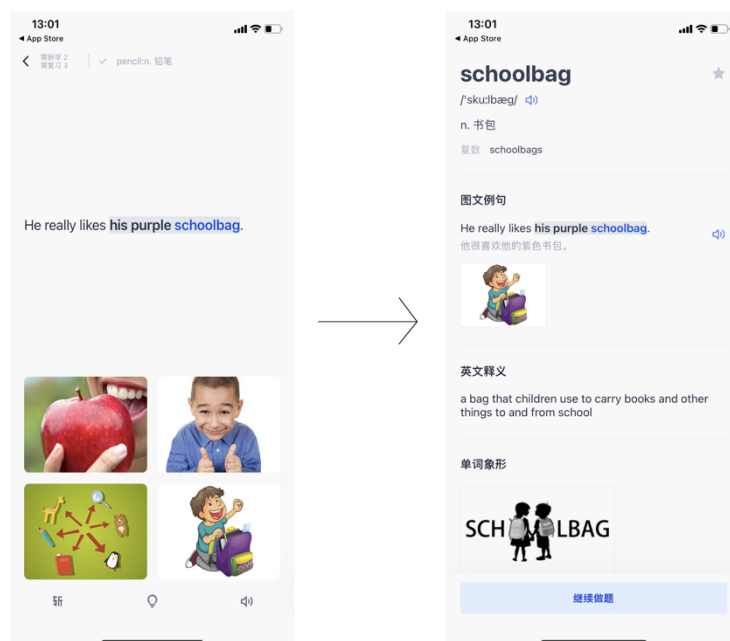 13:01
◀ App Store
需新学 2
需复习 3
pencil:n. 铅笔
He really likes his purple schoolbag.
斩
13:01
◀ App Store
schoolbag
/'sku:lbæg/
n. 书包
复数 schoolbags
图文例句
He really likes his purple schoolbag.
他很喜欢他的紫色书包。
英文释义
a bag that children use to carry books and other
things to and from school
单词象形
SCHOOLBAG
继续做题